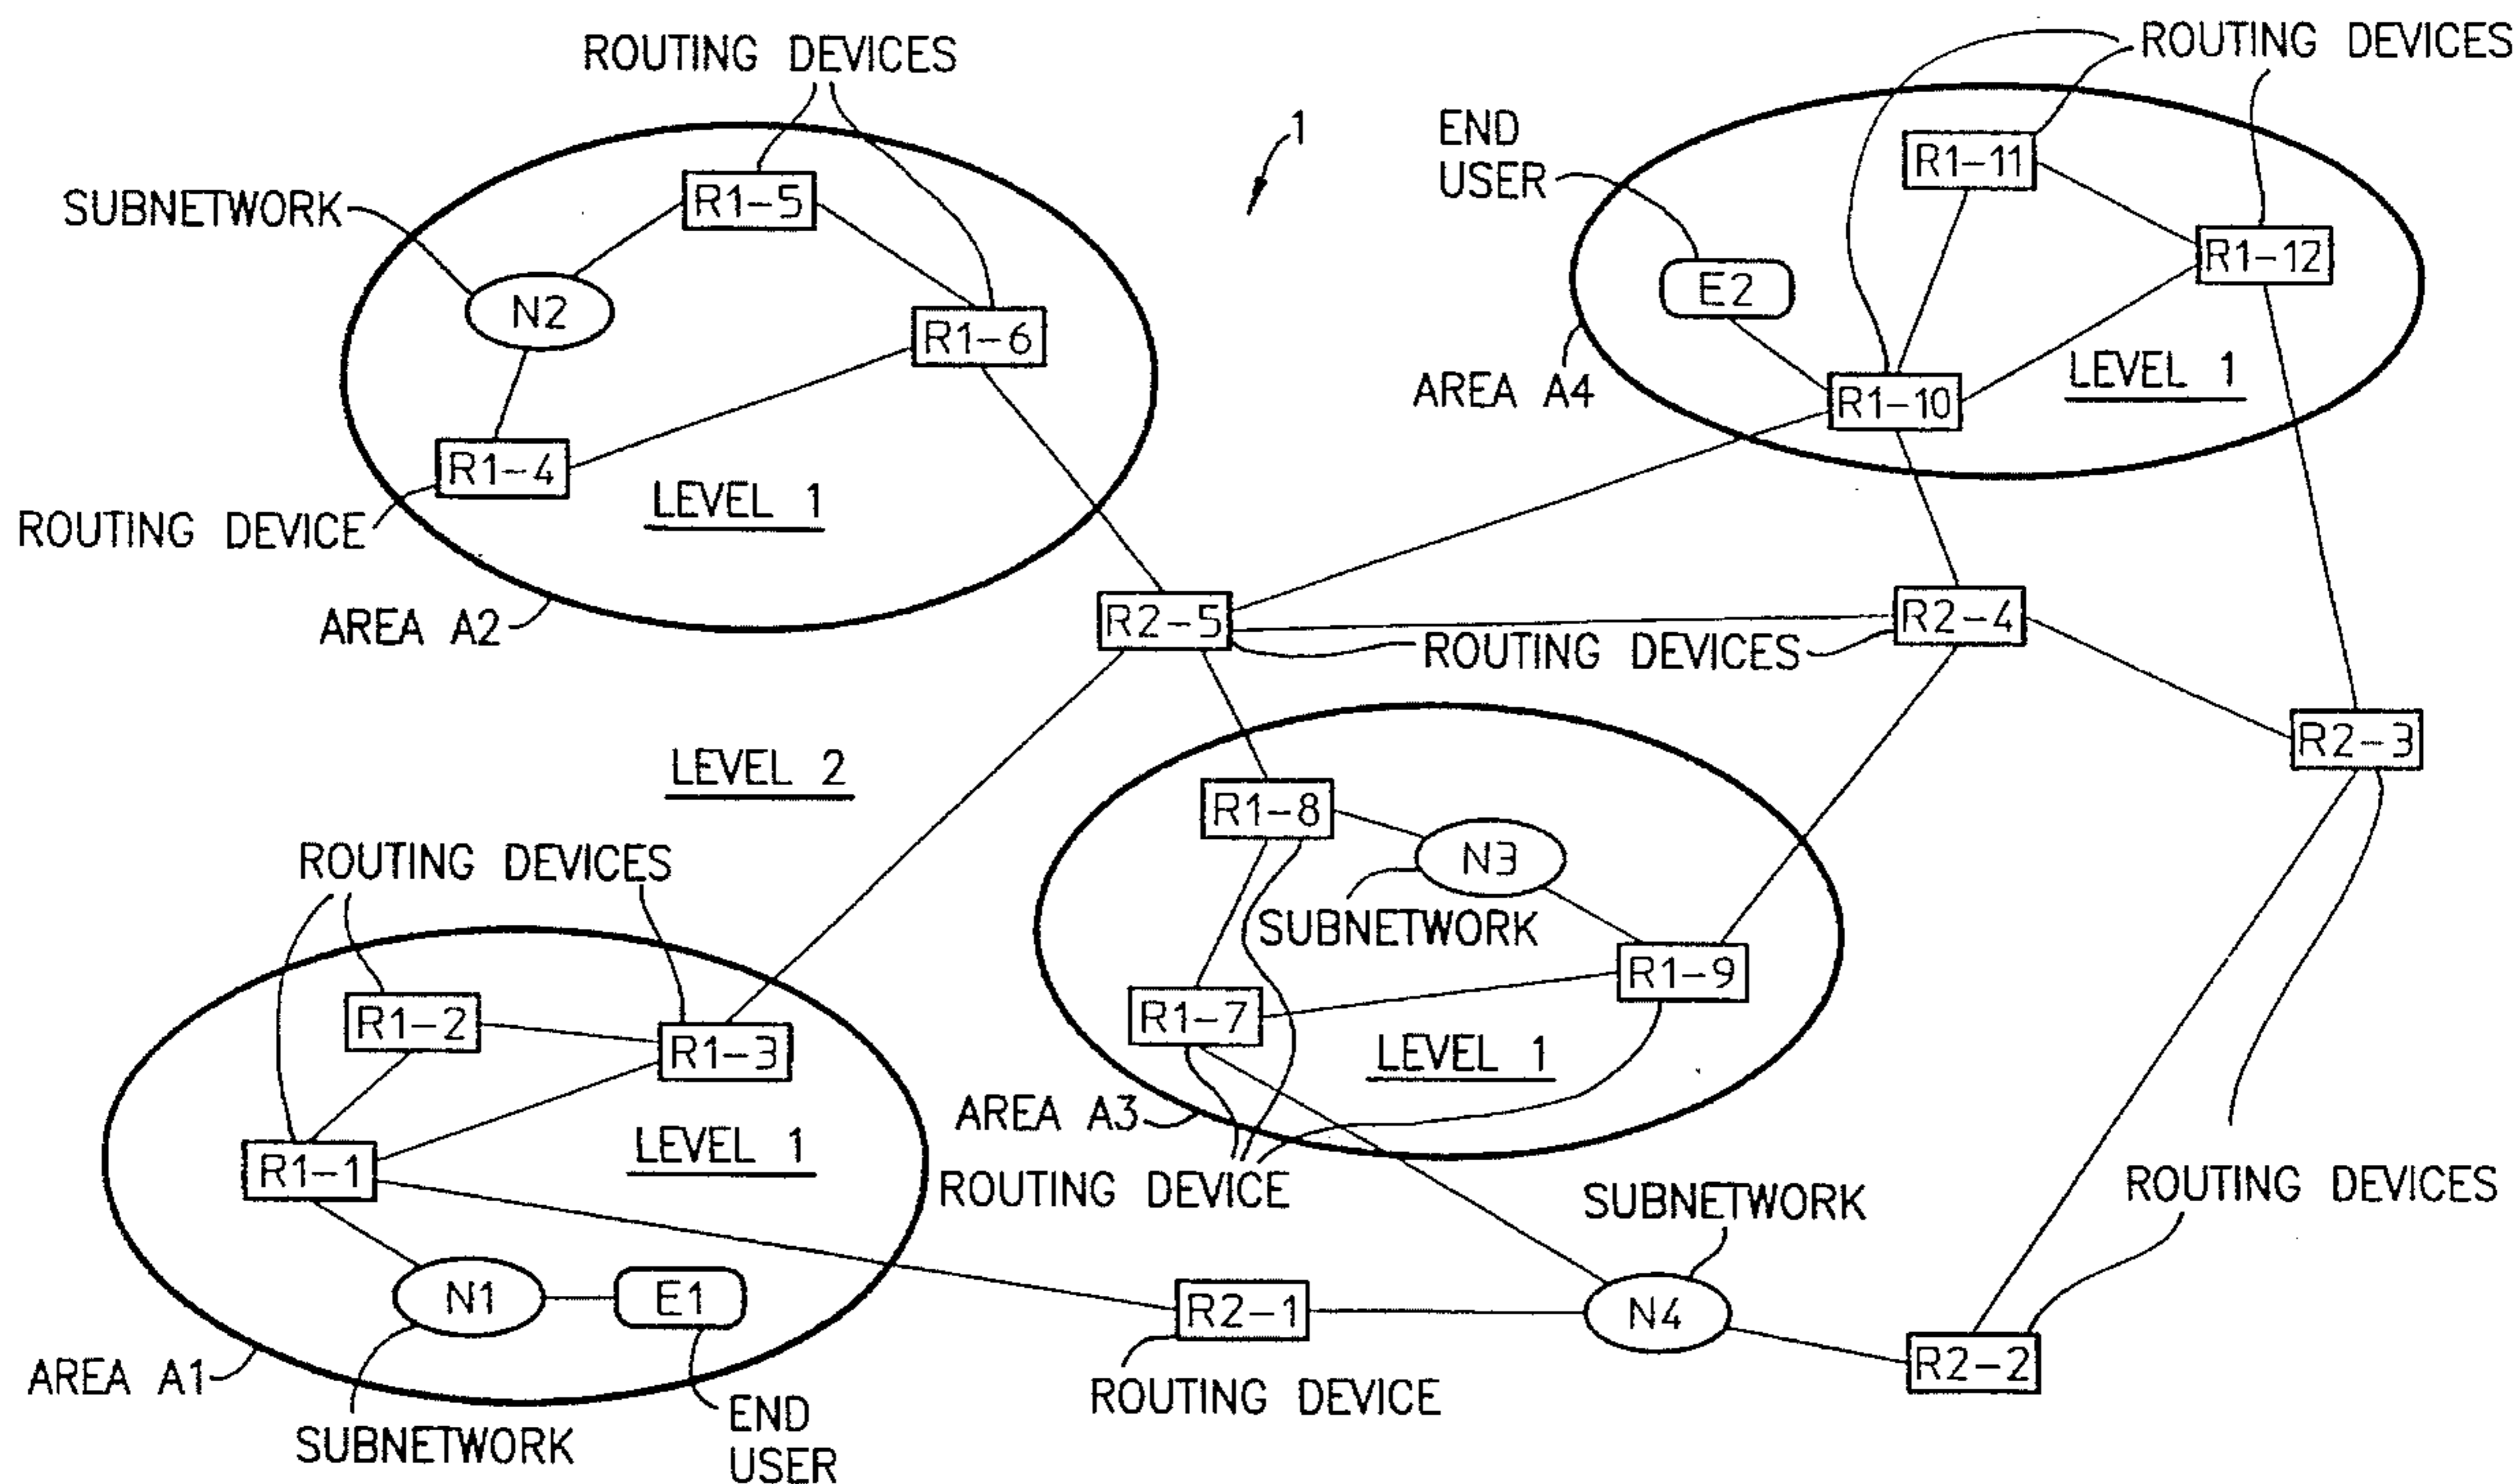 ROUTING DEVICES
ROUTING DEVICES
1
END
USER
R1-11
R1-5
SUBNETWORK
R1-12
E2
N2
R1-6
LEVEL 1
AREA A4
R1-10
R1-4
LEVEL 1
ROUTING DEVICE
AREA A2
R2-5
R2-4
ROUTING DEVICES
R2-3
LEVEL 2
R1-8
N3
ROUTING DEVICES
SUBNETWORK
R1-9
R1-2
R1-7
R1-3
LEVEL 1
AREA A3
LEVEL 1
R1-1
ROUTING DEVICE
ROUTING DEVICES
SUBNETWORK
N1
E1
R2-1
N4
R2-2
AREA A1
ROUTING DEVICE
END
USER
SUBNETWORK